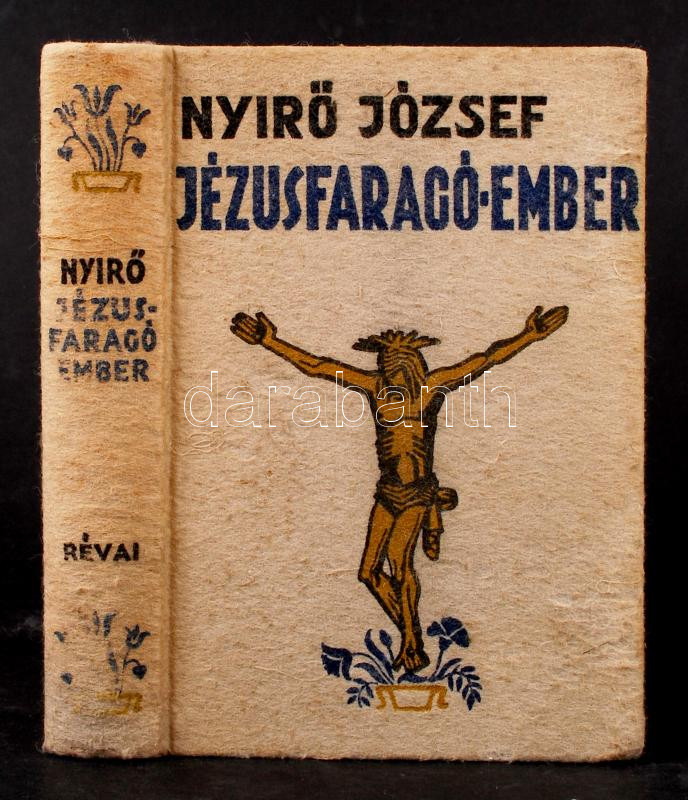 NYIRŐ JÓZSEF
JÉZUSFARAGÓ-EMBER
NYIRŐ
JÉZUS-
FARAGÓ
EMBER
RÉVAI
darabanth